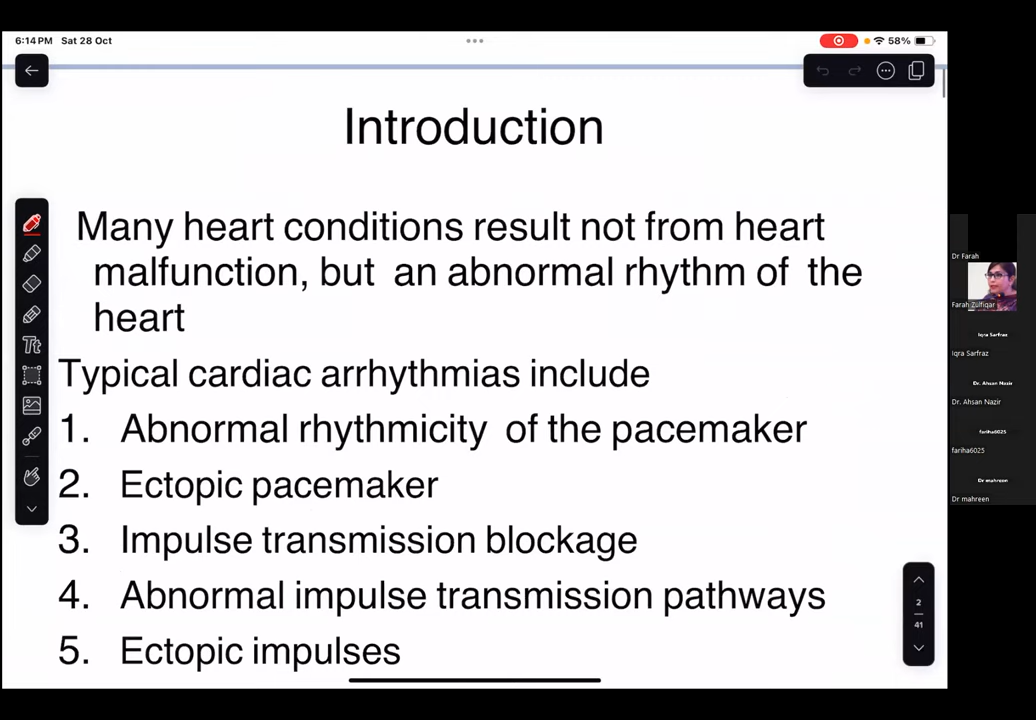 6:14 PM Sat 28 Oct
58%
Introduction
Many heart conditions result not from heart
malfunction, but an abnormal rhythm of the
heart
Typical cardiac arrhythmias include
1. Abnormal rhythmicity of the pacemaker
2. Ectopic pacemaker
3. Impulse transmission blockage
4. Abnormal impulse transmission pathways
5. Ectopic impulses
Tt
2
41
Dr Farah
Farah Zulfiqar
Iqra Sarfraz
Iqra Sarfraz
Dr. Ahsan Nazir
Dr. Ahsan Nazir
fariha6025
fariha6025
Dr mahreen
Dr mahreen